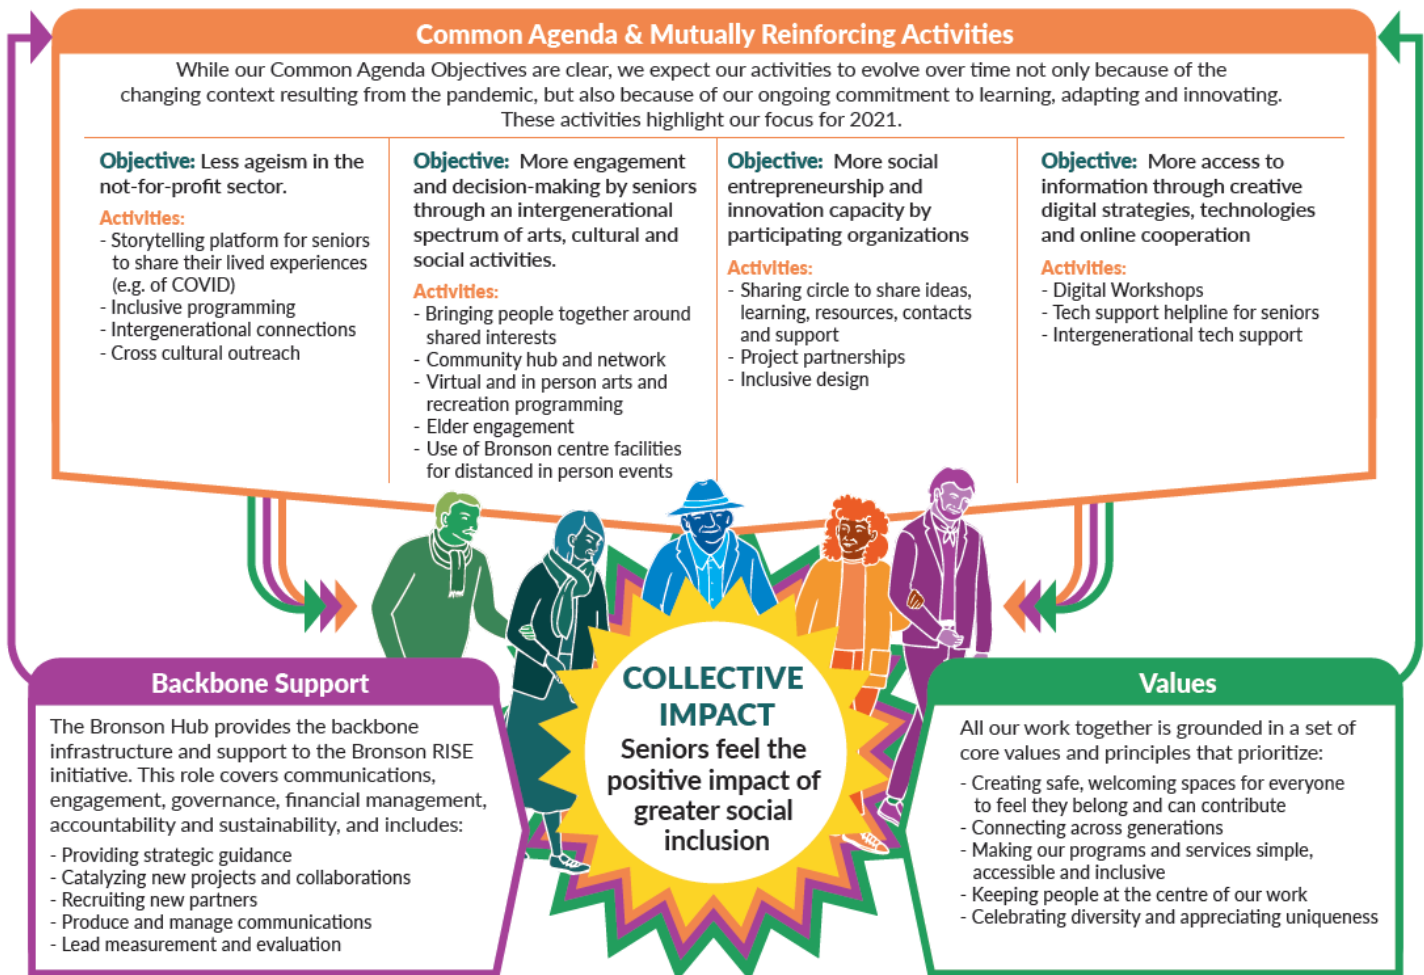 Common Agenda & Mutually Reinforcing Activities
While our Common Agenda Objectives are clear, we expect our activities to evolve over time not only because of the
changing context resulting from the pandemic, but also because of our ongoing commitment to learning, adapting and innovating.
These activities highlight our focus for 2021.
Objective: Less ageism in the
not-for-profit sector.
Activities:
- Storytelling platform for seniors
to share their lived experiences
(e.g. of COVID)
- Inclusive programming
- Intergenerational connections
- Cross cultural outreach
Objective: More engagement
and decision-making by seniors
through an intergenerational
spectrum of arts, cultural and
social activities.
Activities:
- Bringing people together around
shared interests
- Community hub and network
- Virtual and in person arts and
recreation programming
- Elder engagement
- Use of Bronson centre facilities
for distanced in person events
Objective: More social
entrepreneurship and
innovation capacity by
participating organizations
Activities:
- Sharing circle to share ideas,
learning, resources, contacts
and support
- Project partnerships
- Inclusive design
Objective: More access to
information through creative
digital strategies, technologies
and online cooperation
Activities:
- Digital Workshops
- Tech support helpline for seniors
- Intergenerational tech support
Backbone Support
The Bronson Hub provides the backbone
infrastructure and support to the Bronson RISE
initiative. This role covers communications,
engagement, governance, financial management,
accountability and sustainability, and includes:
- Providing strategic guidance
- Catalyzing new projects and collaborations
- Recruiting new partners
- Produce and manage communications
- Lead measurement and evaluation
COLLECTIVE
IMPACT
Seniors feel the
positive impact of
greater social
inclusion
Values
All our work together is grounded in a set of
core values and principles that prioritize:
- Creating safe, welcoming spaces for everyone
to feel they belong and can contribute
- Connecting across generations
- Making our programs and services simple,
accessible and inclusive
- Keeping people at the centre of our work
- Celebrating diversity and appreciating uniqueness